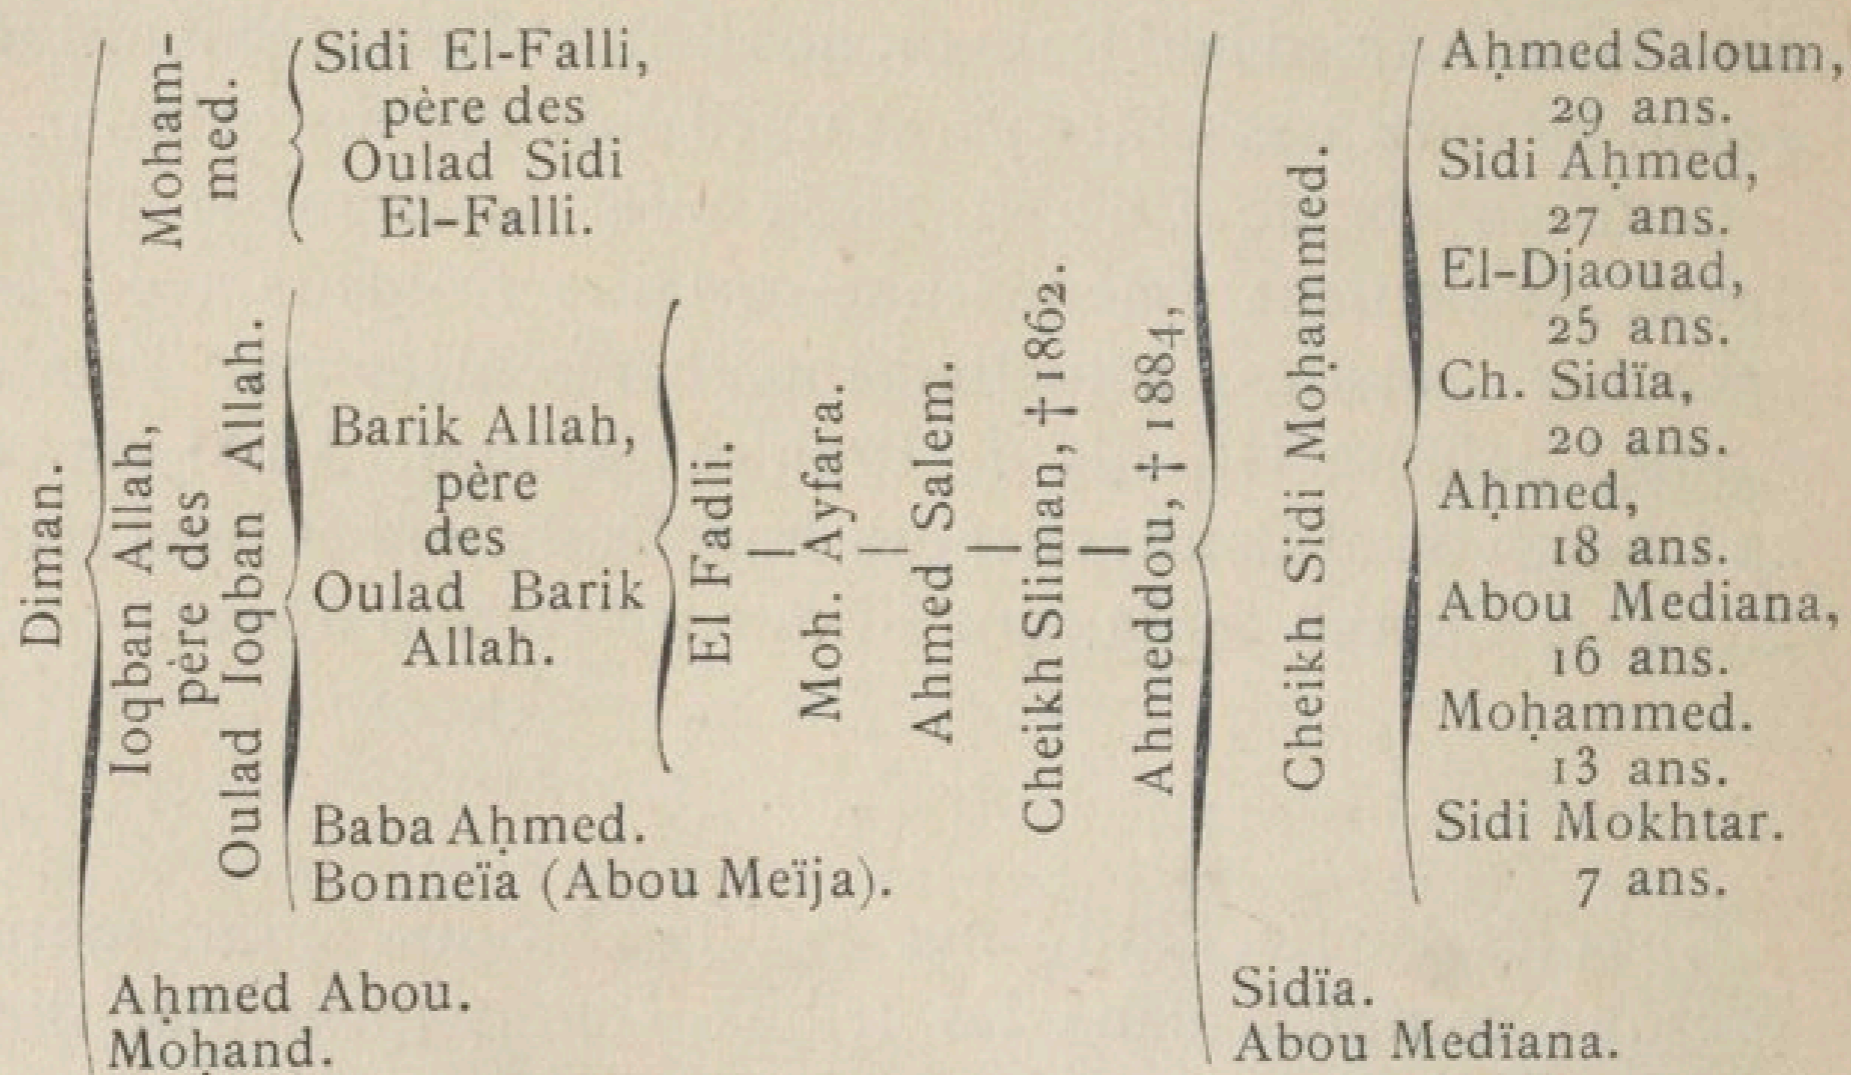 Diman.
Moham-
med.
Sidi El-Falli,
père des
Oulad Sidi
El-Falli.
Ioqban Allah,
père des
Oulad Ioqban Allah.
Barik Allah,
père
des
Oulad Barik
Allah.
El Fadli.
Moh. Ayfara.
Ahmed Salem.
Cheikh Sliman, † 1862.
Ahmeddou, † 1884,
Cheikh Sidi Moḥammed.
Aḥmed Saloum,
29 ans.
Sidi Aḥmed,
27 ans.
El-Djaouad,
25 ans.
Ch. Sidïa,
20 ans.
Aḥmed,
18 ans.
Abou Mediana,
16 ans.
Moḥammed.
13 ans.
Sidi Mokhtar.
7 ans.
Sidïa.
Abou Medïana.
Baba Aḥmed.
Bonneïa (Abou Meïja).
Aḥmed Abou.
Moḥand.